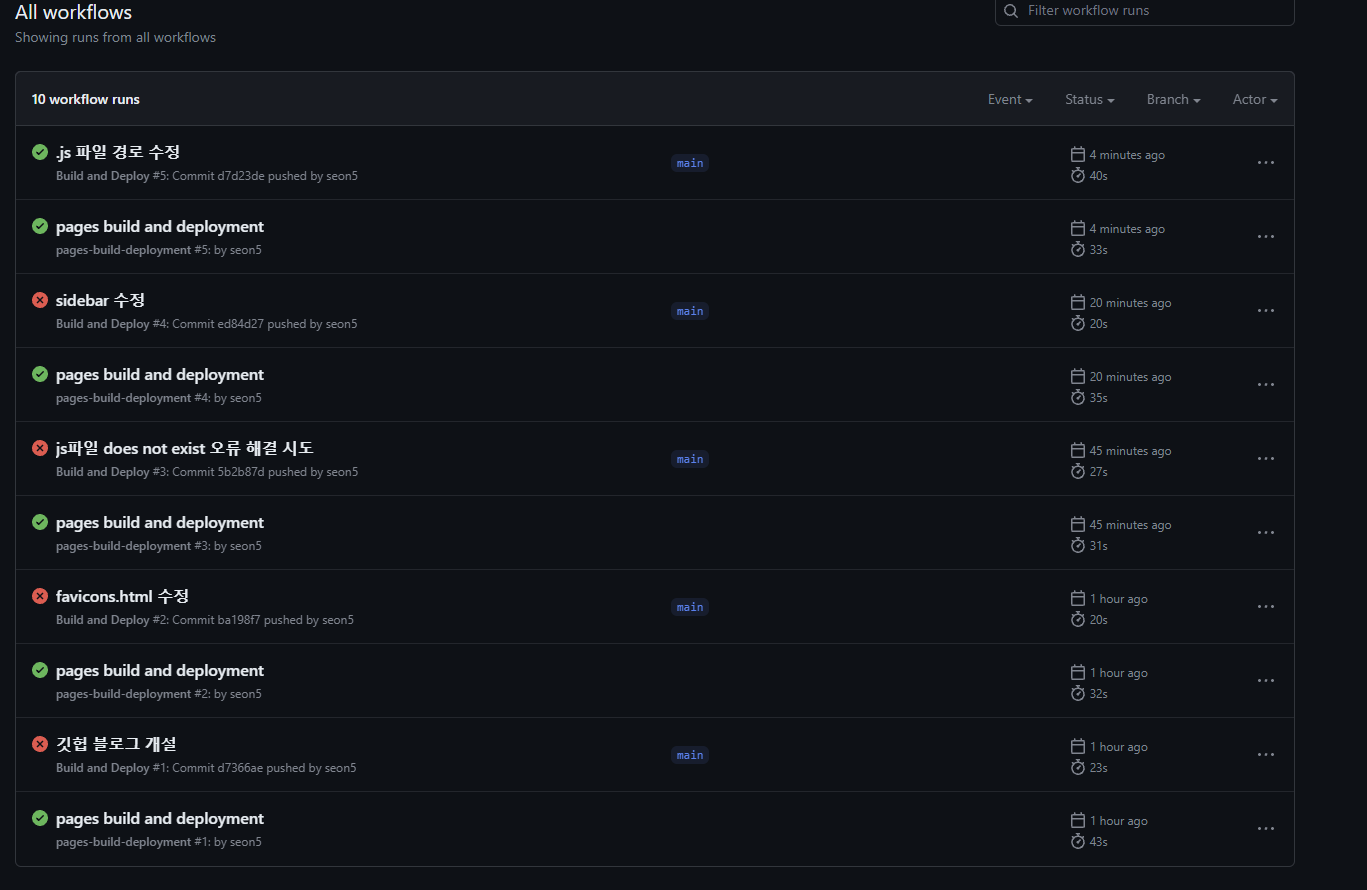 All workflows
Filter workflow runs
Showing runs from all workflows
10 workflow runs
Event
Status
Branch
Actor
.js 파일 경로 수정
main
4 minutes ago
Build and Deploy #5: Commit d7d23de pushed by seon5
40s
pages build and deployment
4 minutes ago
pages-build-deployment #5: by seon5
33s
sidebar 수정
main
20 minutes ago
Build and Deploy #4: Commit ed84d27 pushed by seon5
20s
pages build and deployment
20 minutes ago
pages-build-deployment #4: by seon5
35s
js파일 does not exist 오류 해결 시도
main
45 minutes ago
Build and Deploy #3: Commit 5b2b87d pushed by seon5
27s
pages build and deployment
45 minutes ago
pages-build-deployment #3: by seon5
31s
favicons.html 수정
main
1 hour ago
Build and Deploy #2: Commit ba198f7 pushed by seon5
20s
pages build and deployment
1 hour ago
pages-build-deployment #2: by seon5
32s
깃헙 블로그 개설
main
1 hour ago
Build and Deploy #1: Commit d7366ae pushed by seon5
23s
pages build and deployment
1 hour ago
pages-build-deployment #1: by seon5
43s